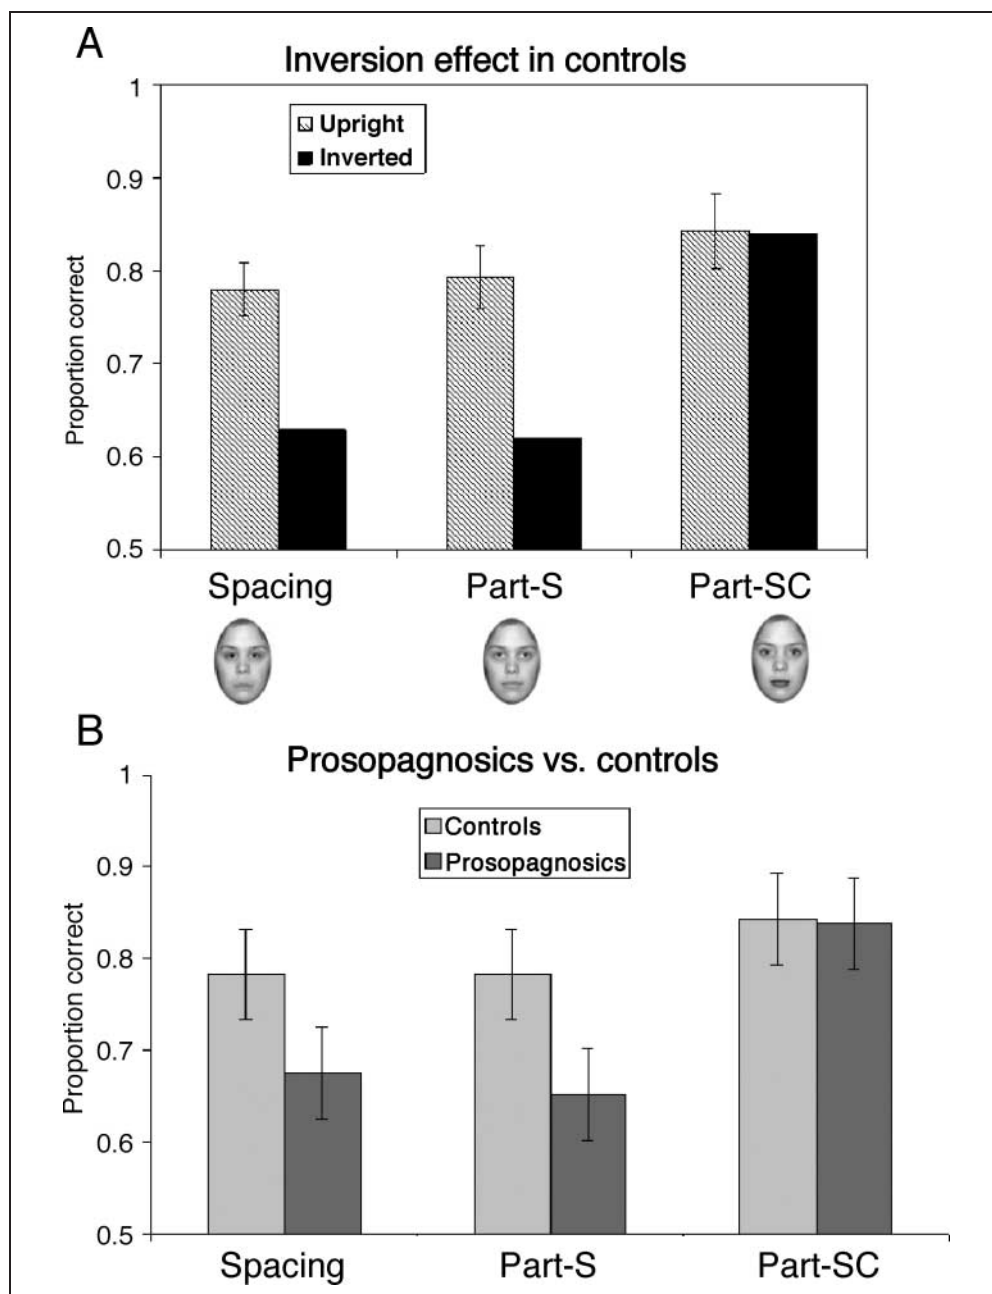 A
Inversion effect in controls
Upright
Inverted
Proportion correct
1
0.9
0.8
0.7
0.6
0.5
Spacing Part-S Part-SC
B
Prosopagnosics vs. controls
Controls
Prosopagnosics
Proportion correct
1
0.9
0.8
0.7
0.6
0.5
Spacing Part-S Part-SC